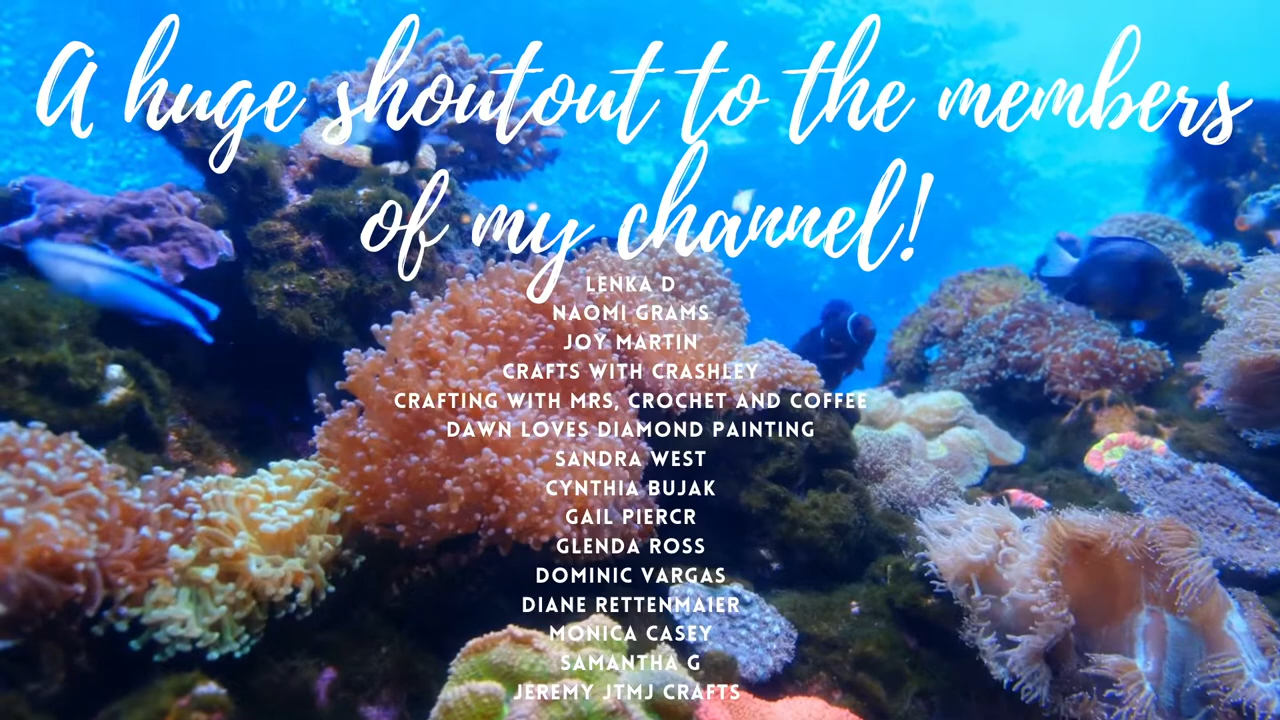 A huge shoutout to the members
of my channel!
LENKA D
NAOMI GRAMS
JOY MARTIN
CRAFTS WITH CRASHLEY
CRAFTING WITH MRS, CROCHET AND COFFEE
DAWN LOVES DIAMOND PAINTING
SANDRA WEST
CYNTHIA BUJAK
GAIL PIERCR
GLENDA ROSS
DOMINIC VARGAS
DIANE RETTENMAIER
MONICA CASEY
SAMANTHA G
JEREMY JTMJ CRAFTS